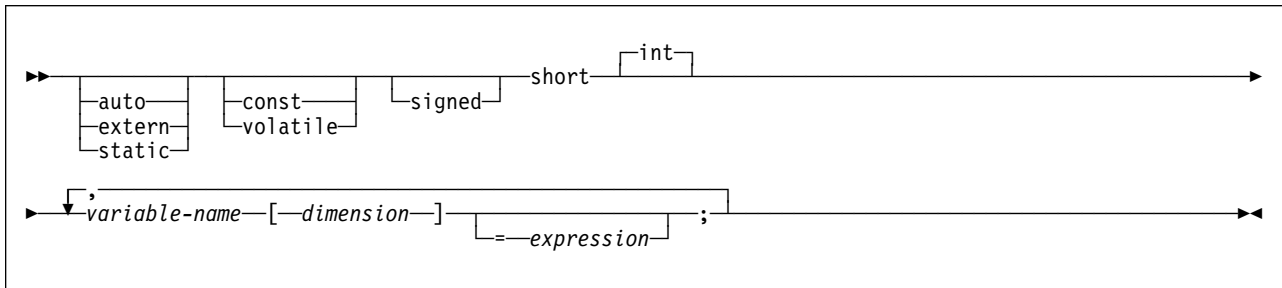 int
short
auto const signed
extern volatile
static
,
variable-name [ dimension ] ;
= expression